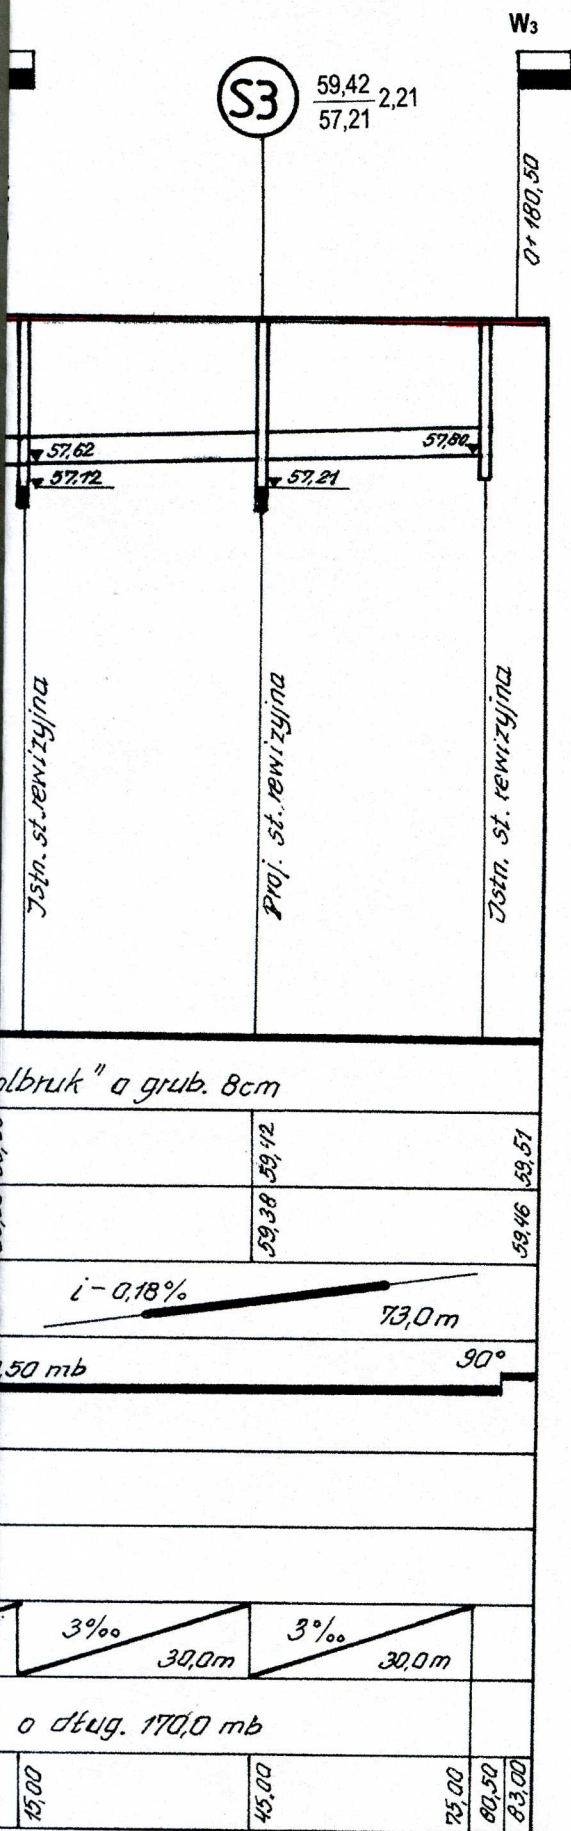 W₃
S3
59,42
57,21
2,21
0+180,50
57,62
57,12
57,21
57,80
Istn. st. rewizyjna
Proj. st. rewizyjna
Istn. st. rewizyjna
" o grub. 8cm
59,42
59,51
59,38
59,46
i-0,18%
73,0m
,50 mb
90°
3‰
30,0m
3‰
30,0m
o dług. 170,0 mb
15,00
45,00
75,00
80,50
83,00